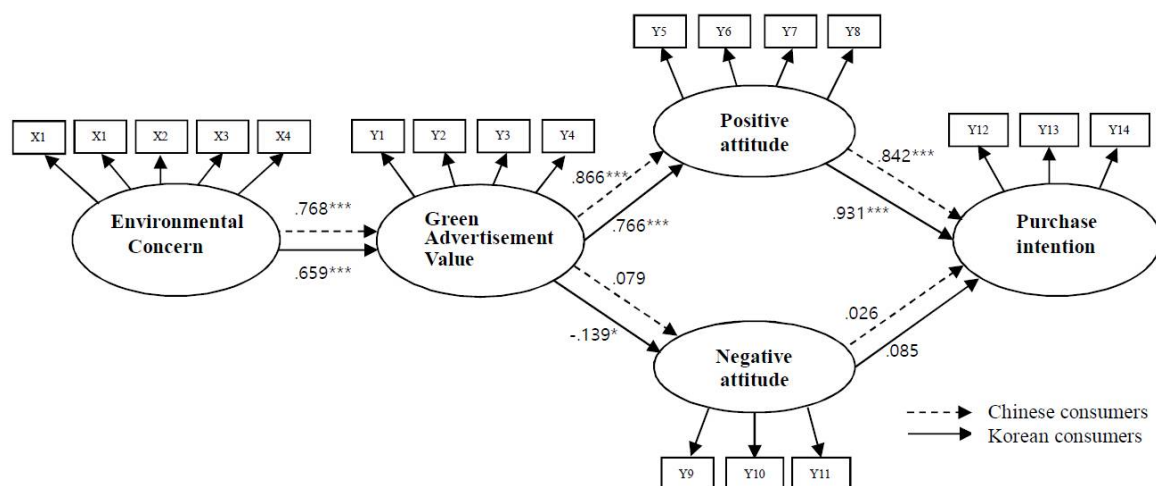 Y5 Y6 Y7 Y8
X1 X1 X2 X3 X4
Y1 Y2 Y3 Y4
Y12 Y13 Y14
Positive
attitude
Environmental
Concern
Green
Advertisement
Value
Purchase
intention
Negative
attitude
.768***
.659***
.866***
.766***
.842***
.931***
.079
-.139*
.026
.085
Chinese consumers
Korean consumers
Y9 Y10 Y11